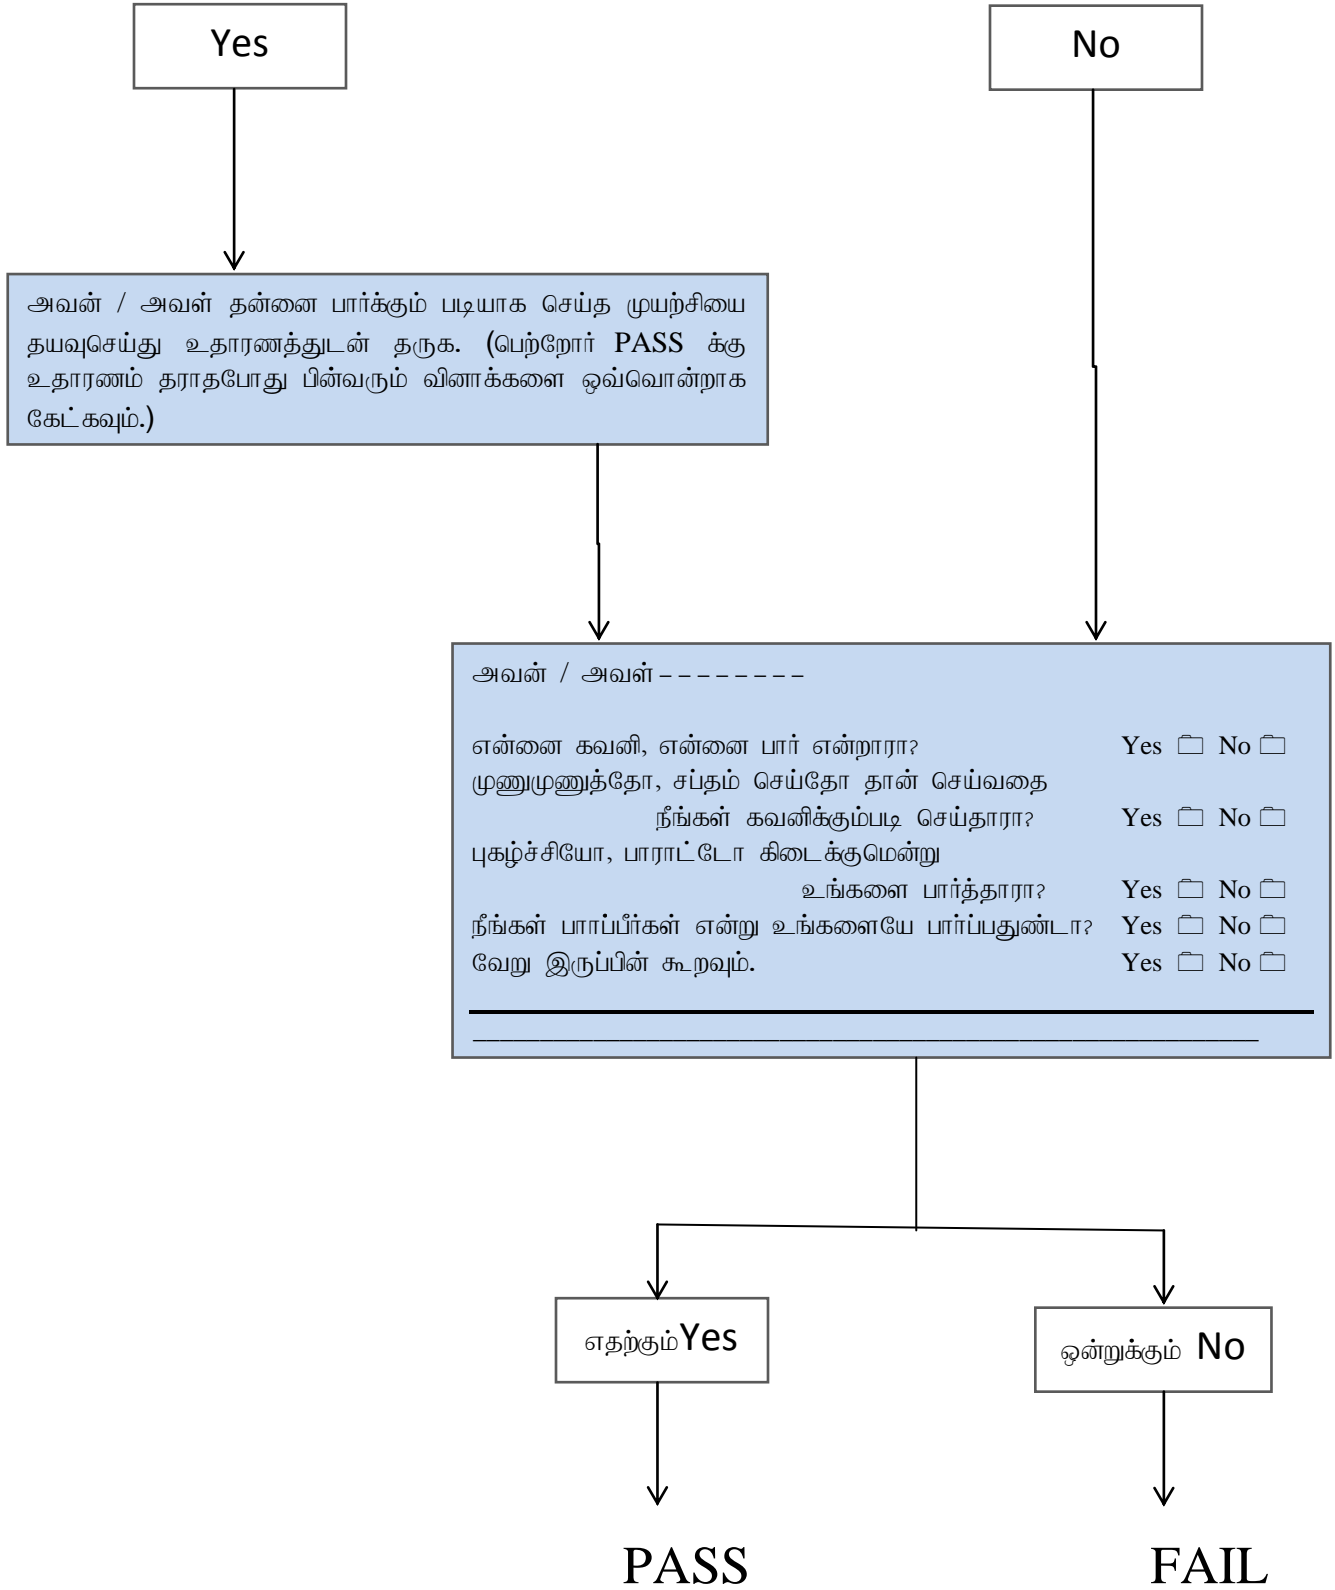 Yes
No
அவன் / அவள் தன்னை பார்க்கும் படியாக செய்த முயற்சியை
தயவுசெய்து உதாரணத்துடன் தருக. (பெற்றோர் PASS க்கு
உதாரணம் தராதபோது பின்வரும் வினாக்களை ஒவ்வொன்றாக
கேட்கவும்.)
அவன் / அவள் – – – – – – – –
என்னை கவனி, என்னை பார் என்றாரா? Yes 🗀 No 🗀
முணுமுணுத்தோ, சப்தம் செய்தோ தான் செய்வதை
நீங்கள் கவனிக்கும்படி செய்தாரா? Yes 🗀 No 🗀
புகழ்ச்சியோ, பாராட்டோ கிடைக்குமென்று
உங்களை பார்த்தாரா? Yes 🗀 No 🗀
நீங்கள் பார்ப்பீர்கள் என்று உங்களையே பார்ப்பதுண்டா? Yes 🗀 No 🗀
வேறு இருப்பின் கூறவும். Yes 🗀 No 🗀
எதற்கும் Yes
ஒன்றுக்கும் No
PASS
FAIL